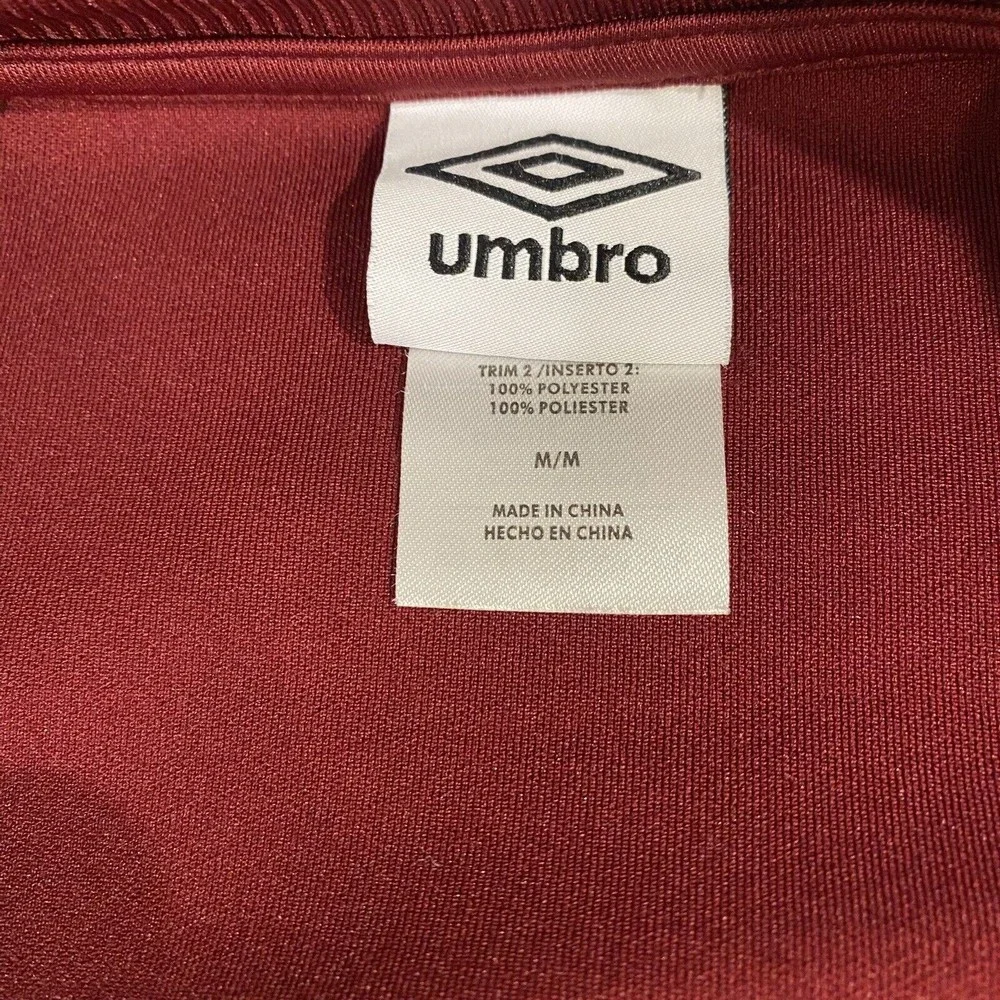 umbro
TRIM 2 /INSERTO 2:
100% POLYESTER
100% POLIESTER
M/M
MADE IN CHINA
HECHO EN CHINA